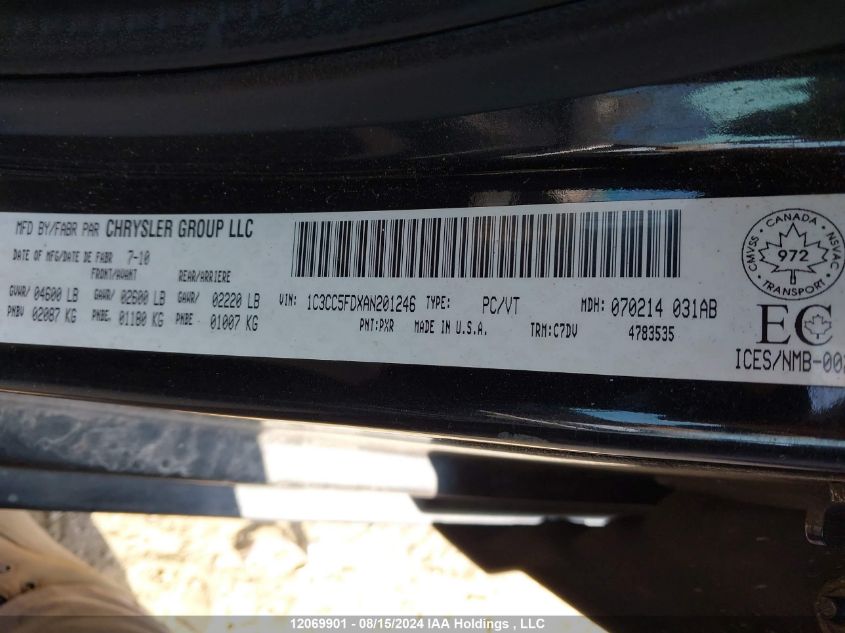 MFD BY/FABR PAR CHRYSLER GROUP LLC
DATE OF MFG/DATE DE FABR 7-10
FRONT/AVANT REAR/ARRIERE
GVWR/04600 LB GAWR/ 02600 LB GAWR/ 02220 LB
PNBV 02087 KG PNBE. 01180 KG PNBE 01007 KG
VIN: 1C3CC5FDXAN201246 TYPE: PC/VT MDH: 070214 031AB
PNT:PXR MADE IN U.S.A. TRM:C7DV 4783535
CMVSS · CANADA · NSVAC
972
TRANSPORT
EC
ICES/NMB-002
12069901 - 08/15/2024 IAA Holdings , LLC